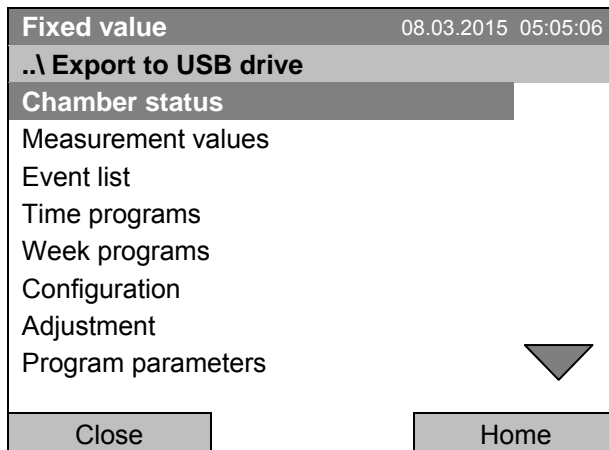 Fixed value 08.03.2015 05:05:06
..\ Export to USB drive
Chamber status
Measurement values
Event list
Time programs
Week programs
Configuration
Adjustment
Program parameters
Close Home